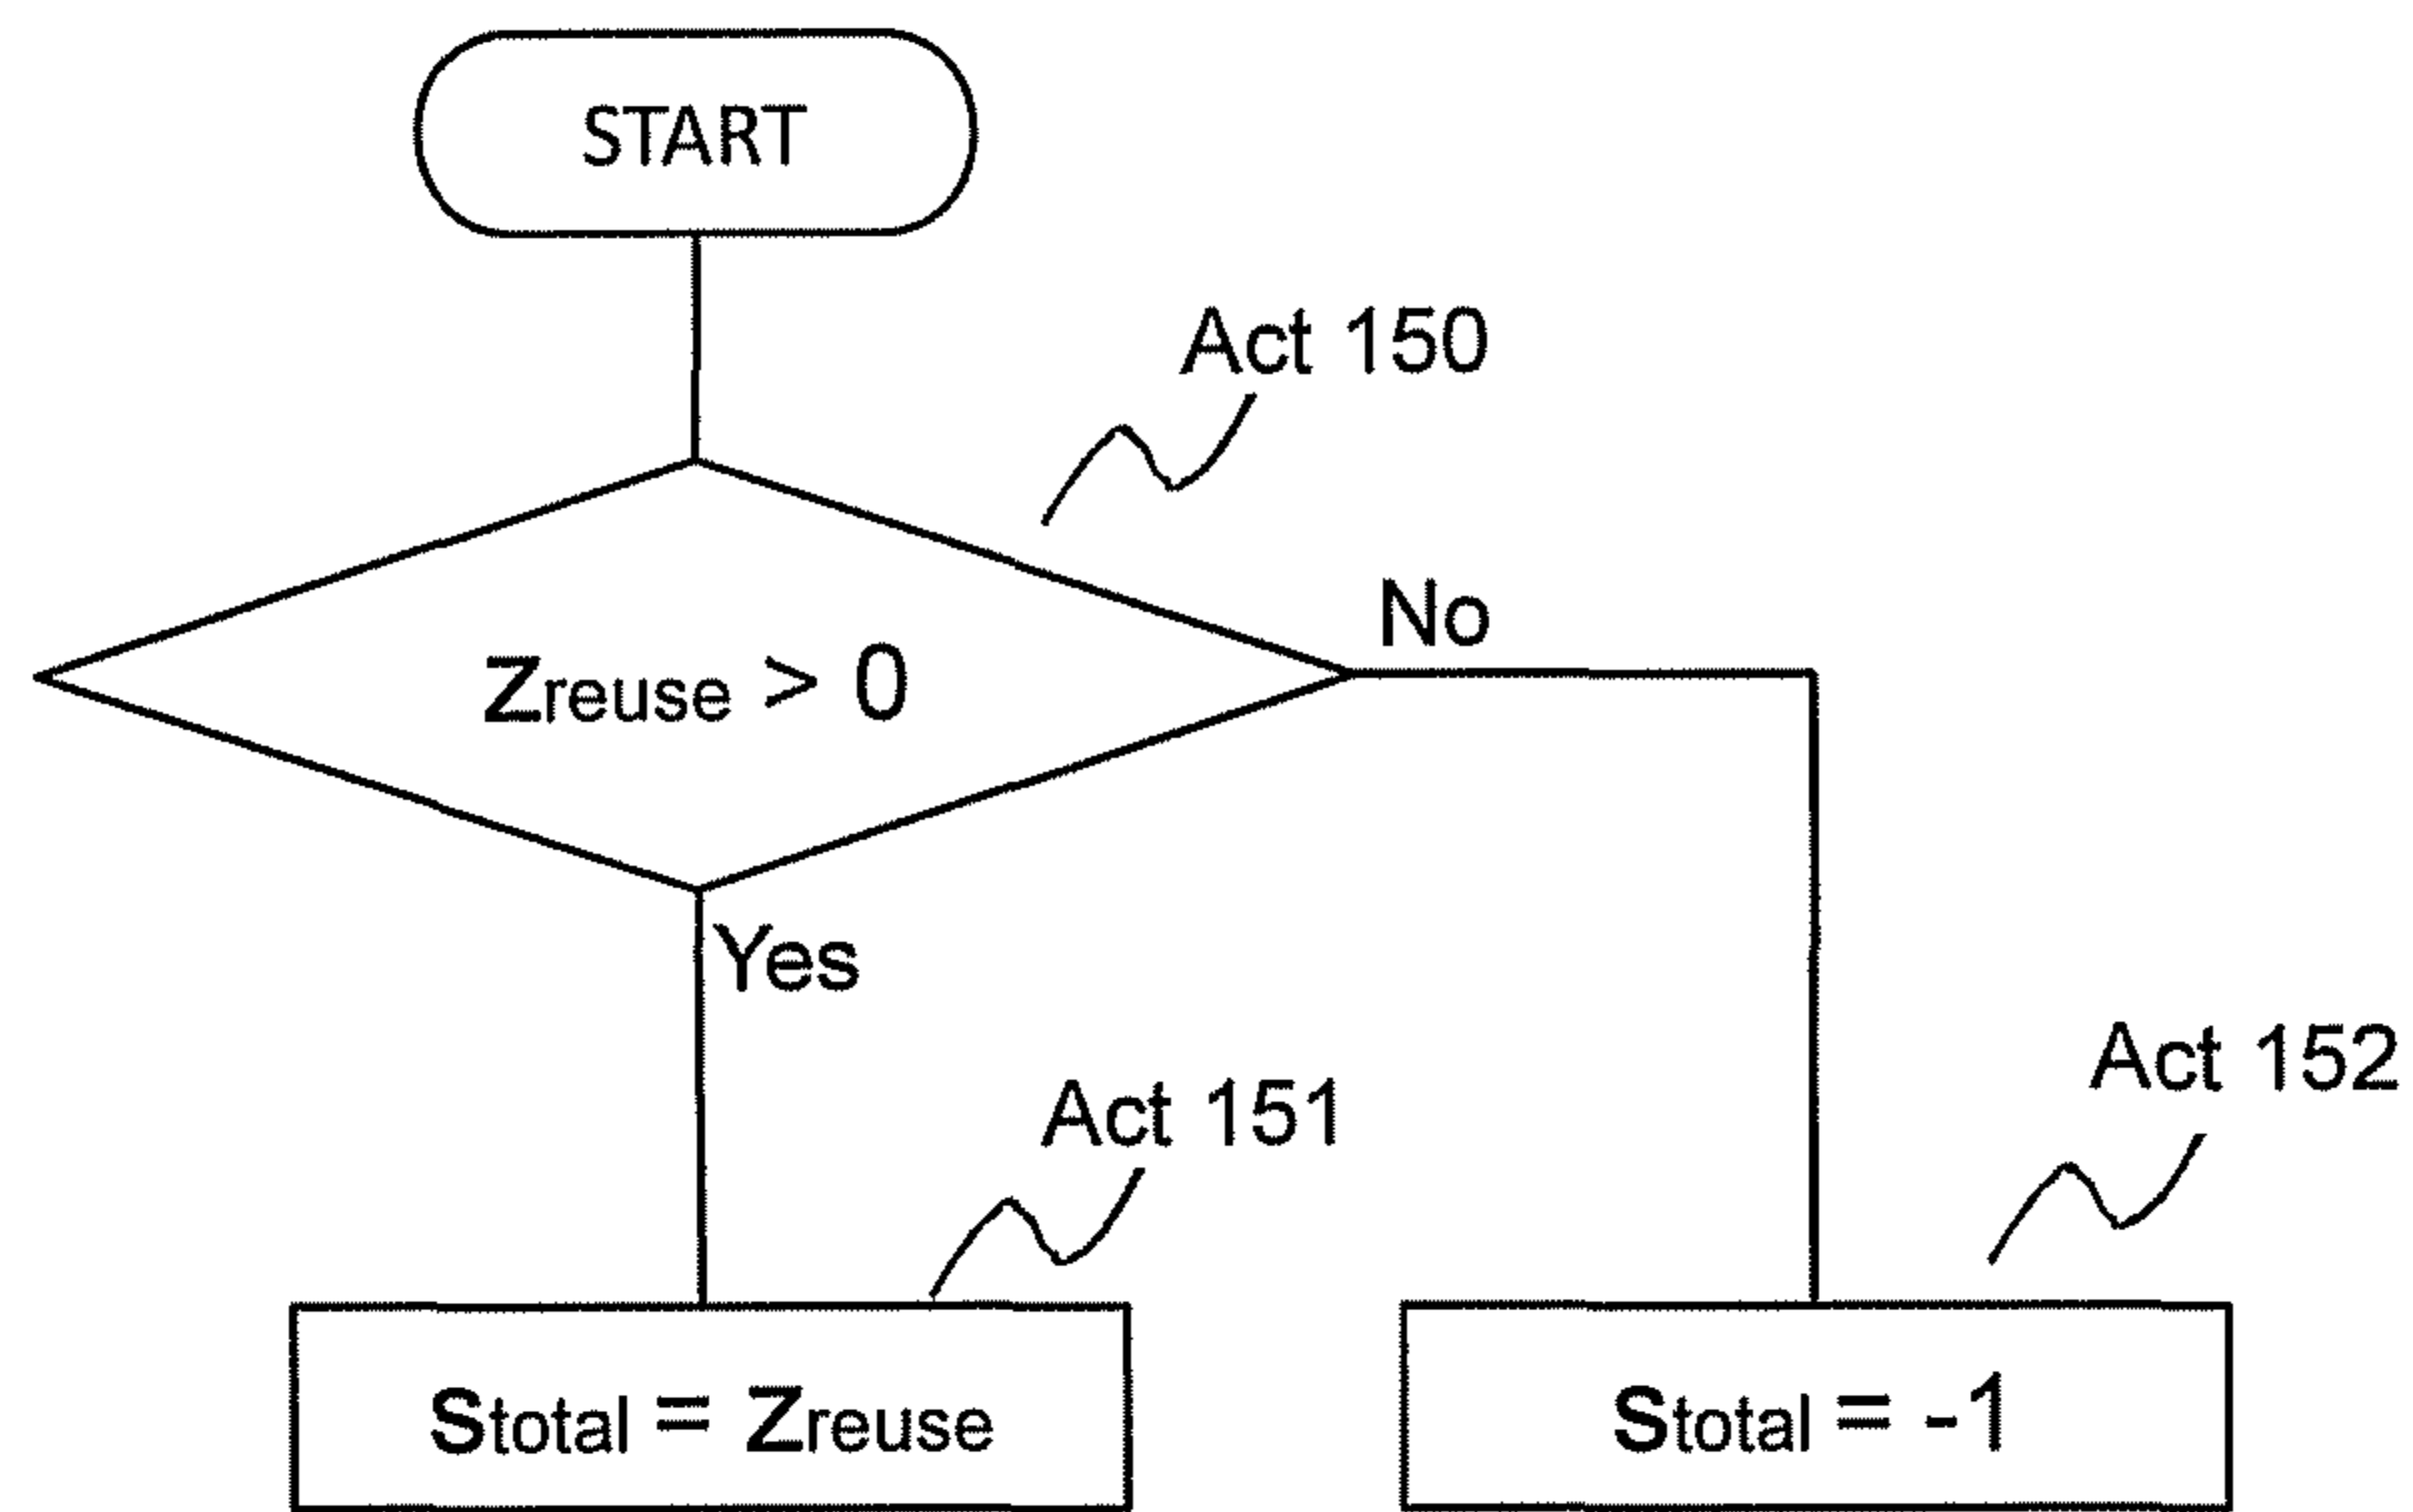 START
Act 150
No
Zreuse > 0
Yes
Act 152
Act 151
Stotal = Zreuse
Stotal = -1